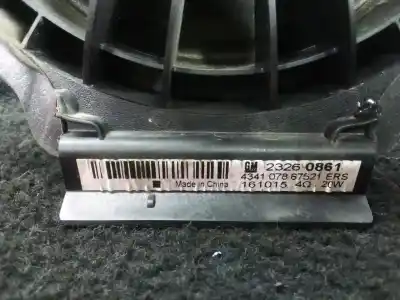 GM 2326 0861
4341 078 67521 ERS
Made in China 161015 4Ω 20W